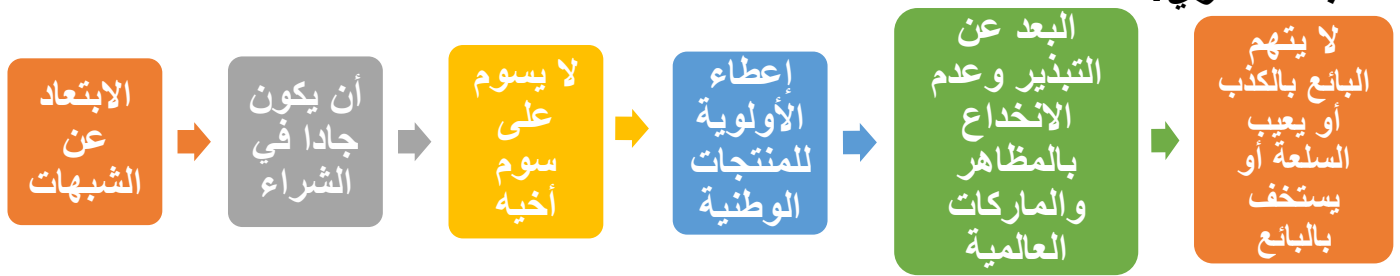 الابتعاد
عن
الشبهات
أن يكون
جادا في
الشراء
لا يسوم
على
سوم
أخيه
إعطاء
الأولوية
للمنتجات
الوطنية
البعد عن
التبذير وعدم
الانخداع
بالمظاهر
والماركات
العالمية
لا يتهم
البائع بالكذب
أو يعيب
السلعة أو
يستخف
بالبائع